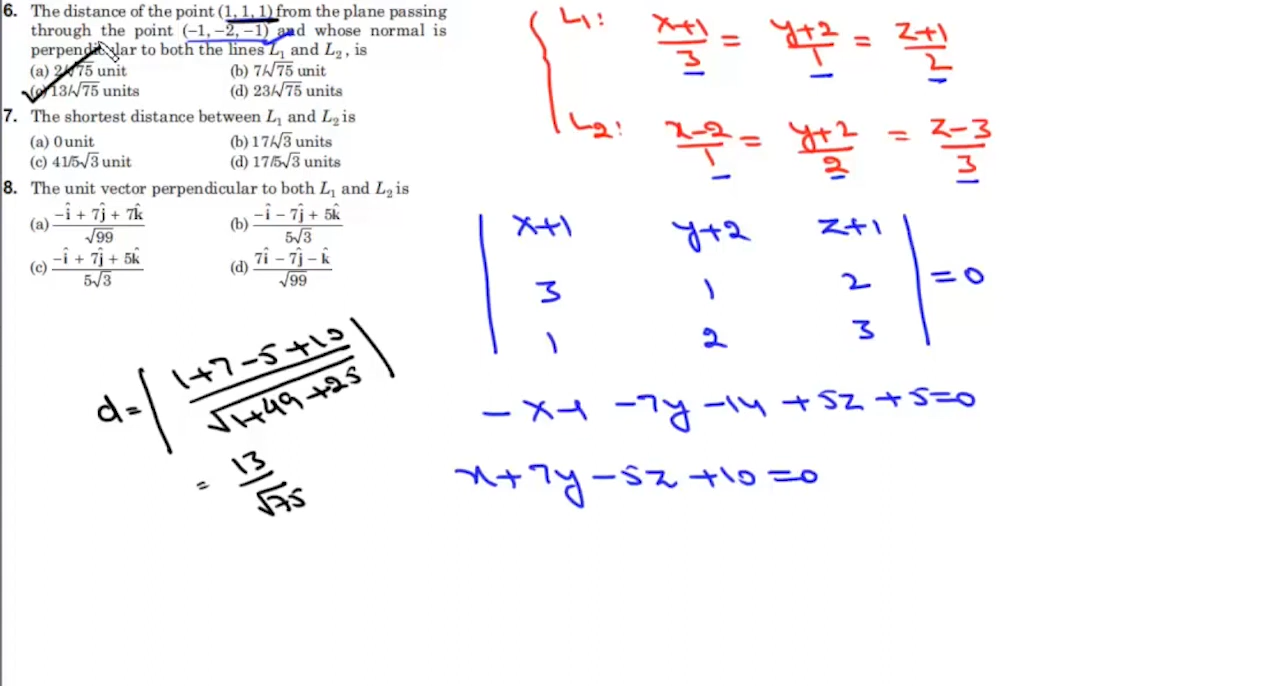 6. The distance of the point (1, 1, 1) from the plane passing
through the point (−1, −2, −1) and whose normal is
perpendicular to both the lines L₁ and L₂, is
(a) 2/√75 unit (b) 7/√75 unit
(c) 13/√75 units (d) 23/√75 units
7. The shortest distance between L₁ and L₂ is
(a) 0 unit (b) 17/√3 units
(c) 41/5√3 unit (d) 17/5√3 units
8. The unit vector perpendicular to both L₁ and L₂ is
(a) (−î + 7ĵ + 7k̂)/√99 (b) (−î − 7ĵ + 5k̂)/5√3
(c) (−î + 7ĵ + 5k̂)/5√3 (d) (7î − 7ĵ − k̂)/√99
d = |(1+7−5+10)/√(1+49+25)|
= 13/√75
L₁: (x+1)/3 = (y+2)/1 = (z+1)/2
L₂: (x−2)/1 = (y+2)/2 = (z−3)/3
| x+1 y+2 z+1 |
| 3 1 2 | = 0
| 1 2 3 |
−x−1 −7y −14 +5z +5=0
x+7y−5z+10=0